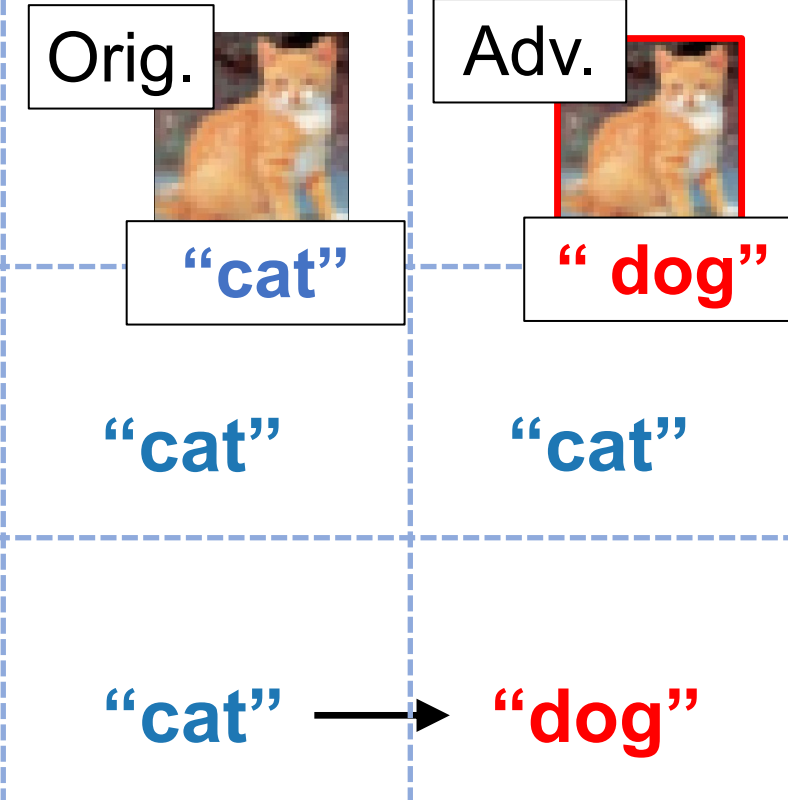 Orig.
Adv.
“cat”
“ dog”
“cat”
“cat”
“cat”
“dog”